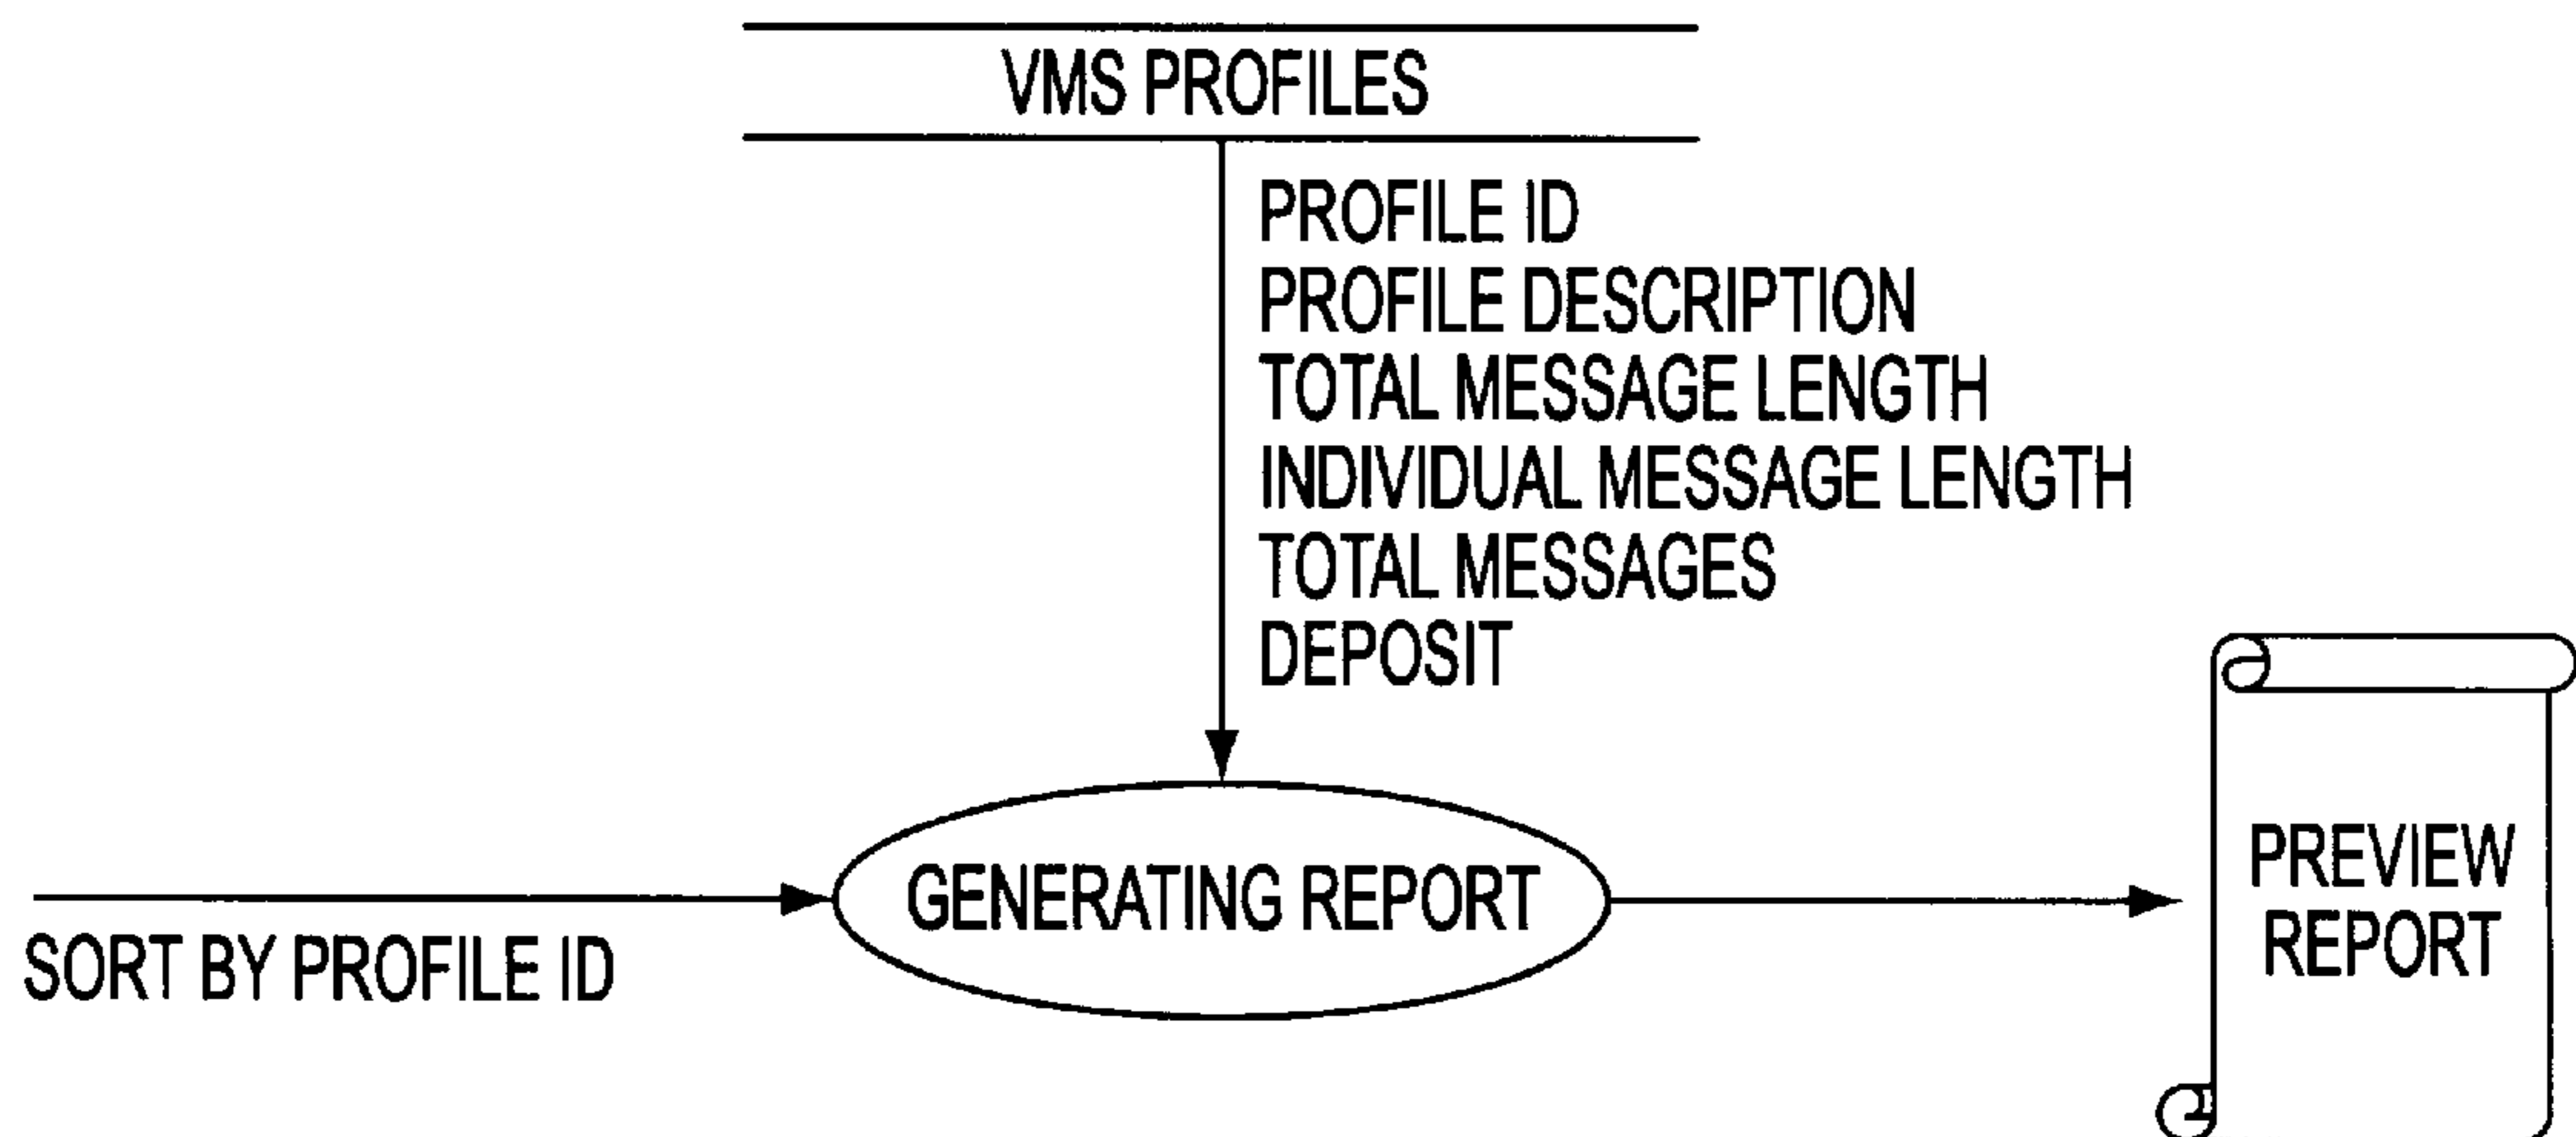 VMS PROFILES
PROFILE ID
PROFILE DESCRIPTION
TOTAL MESSAGE LENGTH
INDIVIDUAL MESSAGE LENGTH
TOTAL MESSAGES
DEPOSIT
GENERATING REPORT
SORT BY PROFILE ID
PREVIEW
REPORT